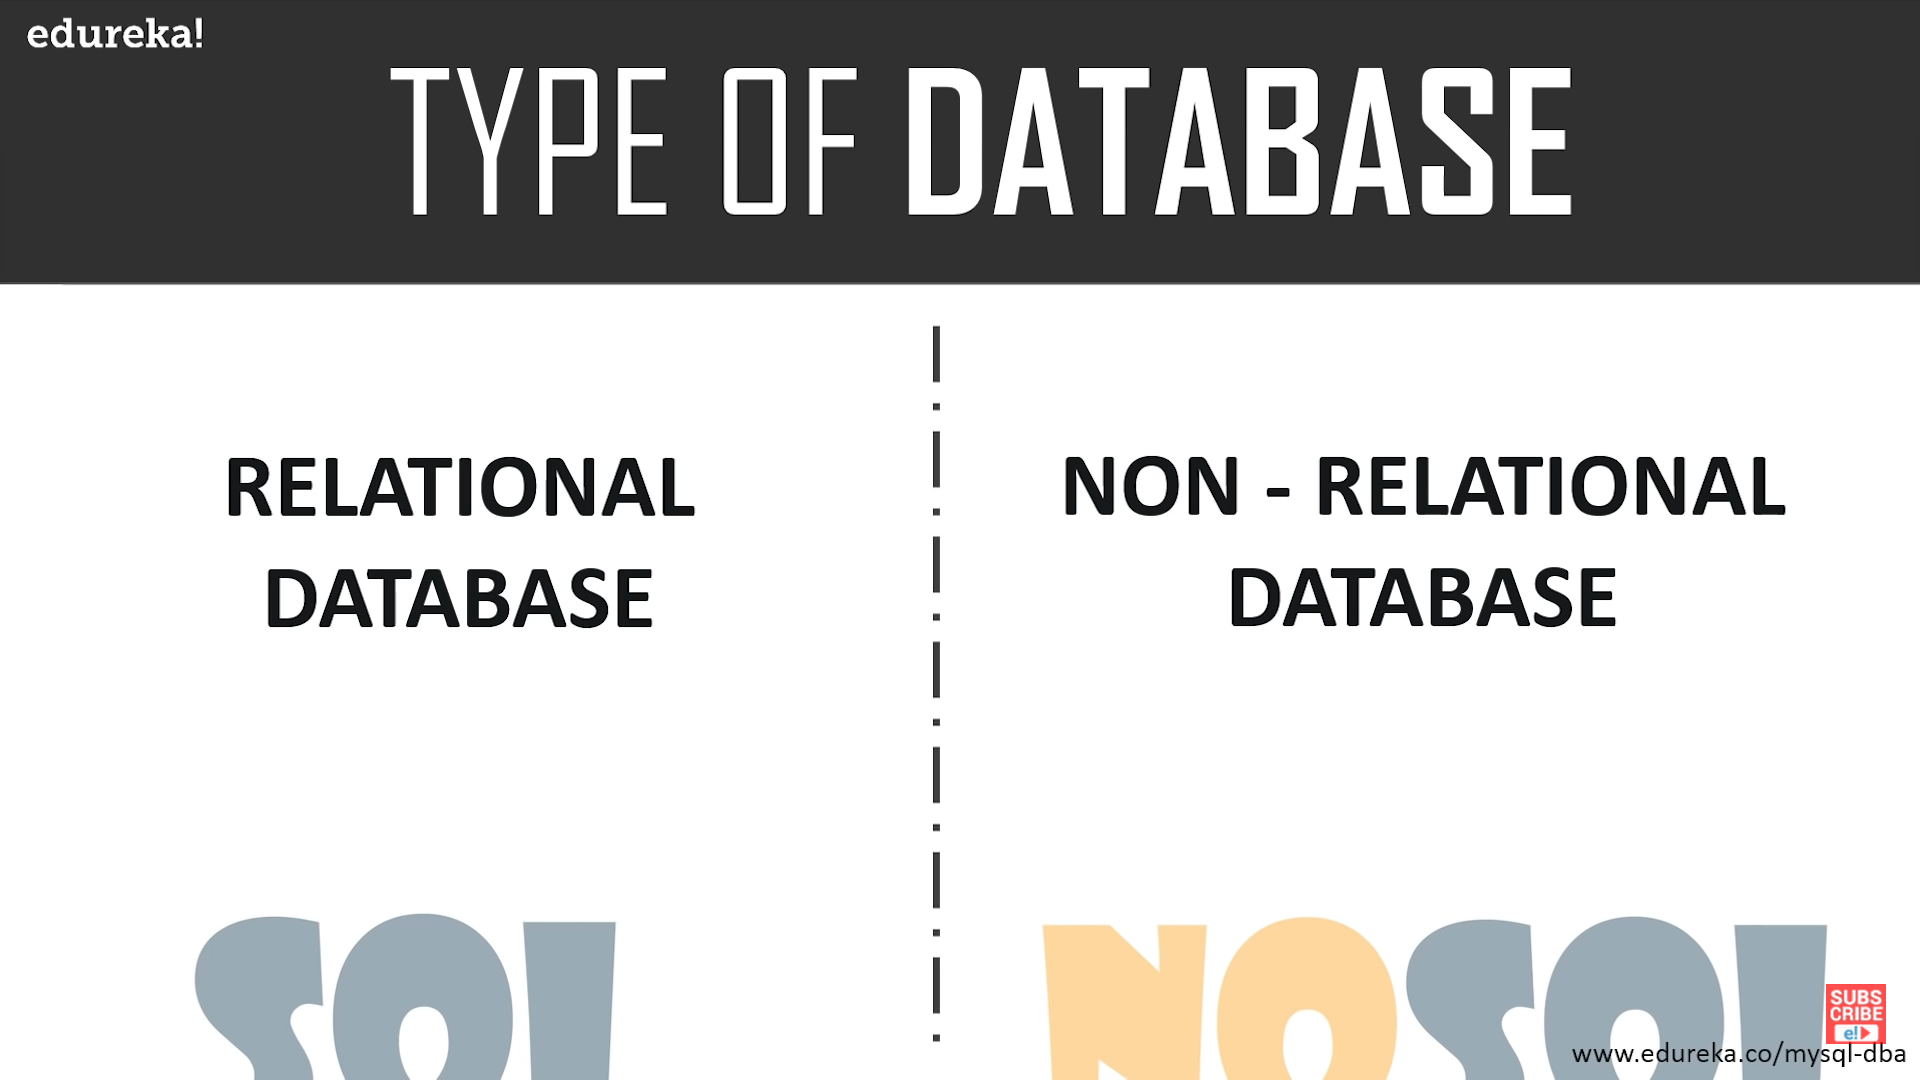 edureka!
TYPE OF DATABASE
RELATIONAL
DATABASE
NON - RELATIONAL
DATABASE
SQL
NOSQL
SUBS
CRIBE
e!
www.edureka.co/mysql-dba